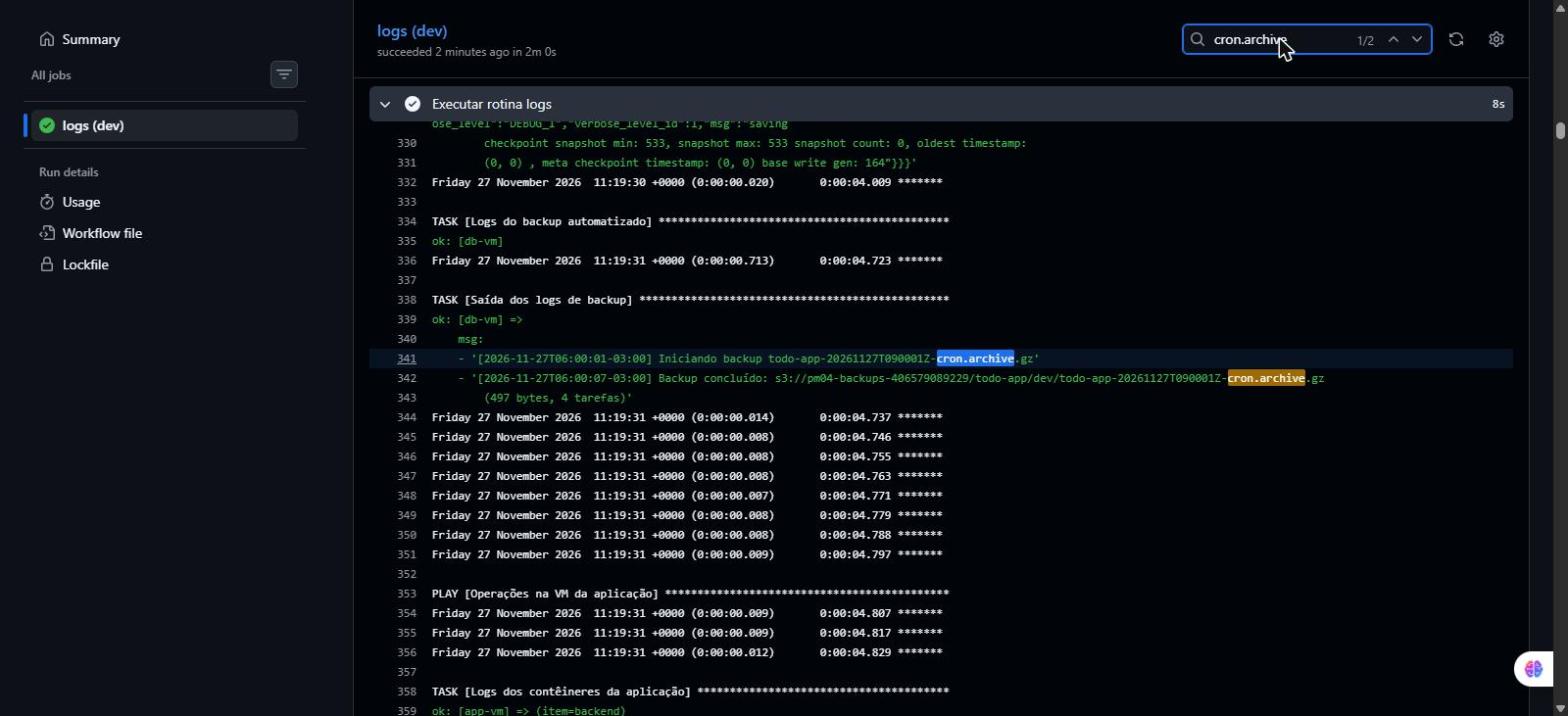 Summary
All jobs
logs (dev)
Run details
Usage
Workflow file
Lockfile
logs (dev)
succeeded 2 minutes ago in 2m 0s
cron.archive 1/2
Executar rotina logs 8s
ose_level":"DEBUG_1","verbose_level_id":1,"msg":"saving
330 checkpoint snapshot min: 533, snapshot max: 533 snapshot count: 0, oldest timestamp:
331 (0, 0) , meta checkpoint timestamp: (0, 0) base write gen: 164"}}}'
332 Friday 27 November 2026  11:19:30 +0000 (0:00:00.020)       0:00:04.009 *******
333
334 TASK [Logs do backup automatizado] **********************************************
335 ok: [db-vm]
336 Friday 27 November 2026  11:19:31 +0000 (0:00:00.713)       0:00:04.723 *******
337
338 TASK [Saída dos logs de backup] *************************************************
339 ok: [db-vm] =>
340 msg:
341 - '[2026-11-27T06:00:01-03:00] Iniciando backup todo-app-20261127T090001Z-cron.archive.gz'
342 - '[2026-11-27T06:00:07-03:00] Backup concluído: s3://pm04-backups-406579089229/todo-app/dev/todo-app-20261127T090001Z-cron.archive.gz
343 (497 bytes, 4 tarefas)'
344 Friday 27 November 2026  11:19:31 +0000 (0:00:00.014)       0:00:04.737 *******
345 Friday 27 November 2026  11:19:31 +0000 (0:00:00.008)       0:00:04.746 *******
346 Friday 27 November 2026  11:19:31 +0000 (0:00:00.008)       0:00:04.755 *******
347 Friday 27 November 2026  11:19:31 +0000 (0:00:00.008)       0:00:04.763 *******
348 Friday 27 November 2026  11:19:31 +0000 (0:00:00.007)       0:00:04.771 *******
349 Friday 27 November 2026  11:19:31 +0000 (0:00:00.008)       0:00:04.779 *******
350 Friday 27 November 2026  11:19:31 +0000 (0:00:00.008)       0:00:04.788 *******
351 Friday 27 November 2026  11:19:31 +0000 (0:00:00.009)       0:00:04.797 *******
352
353 PLAY [Operações na VM da aplicação] *********************************************
354 Friday 27 November 2026  11:19:31 +0000 (0:00:00.009)       0:00:04.807 *******
355 Friday 27 November 2026  11:19:31 +0000 (0:00:00.009)       0:00:04.817 *******
356 Friday 27 November 2026  11:19:31 +0000 (0:00:00.012)       0:00:04.829 *******
357
358 TASK [Logs dos contêineres da aplicação] ****************************************
359 ok: [app-vm] => (item=backend)